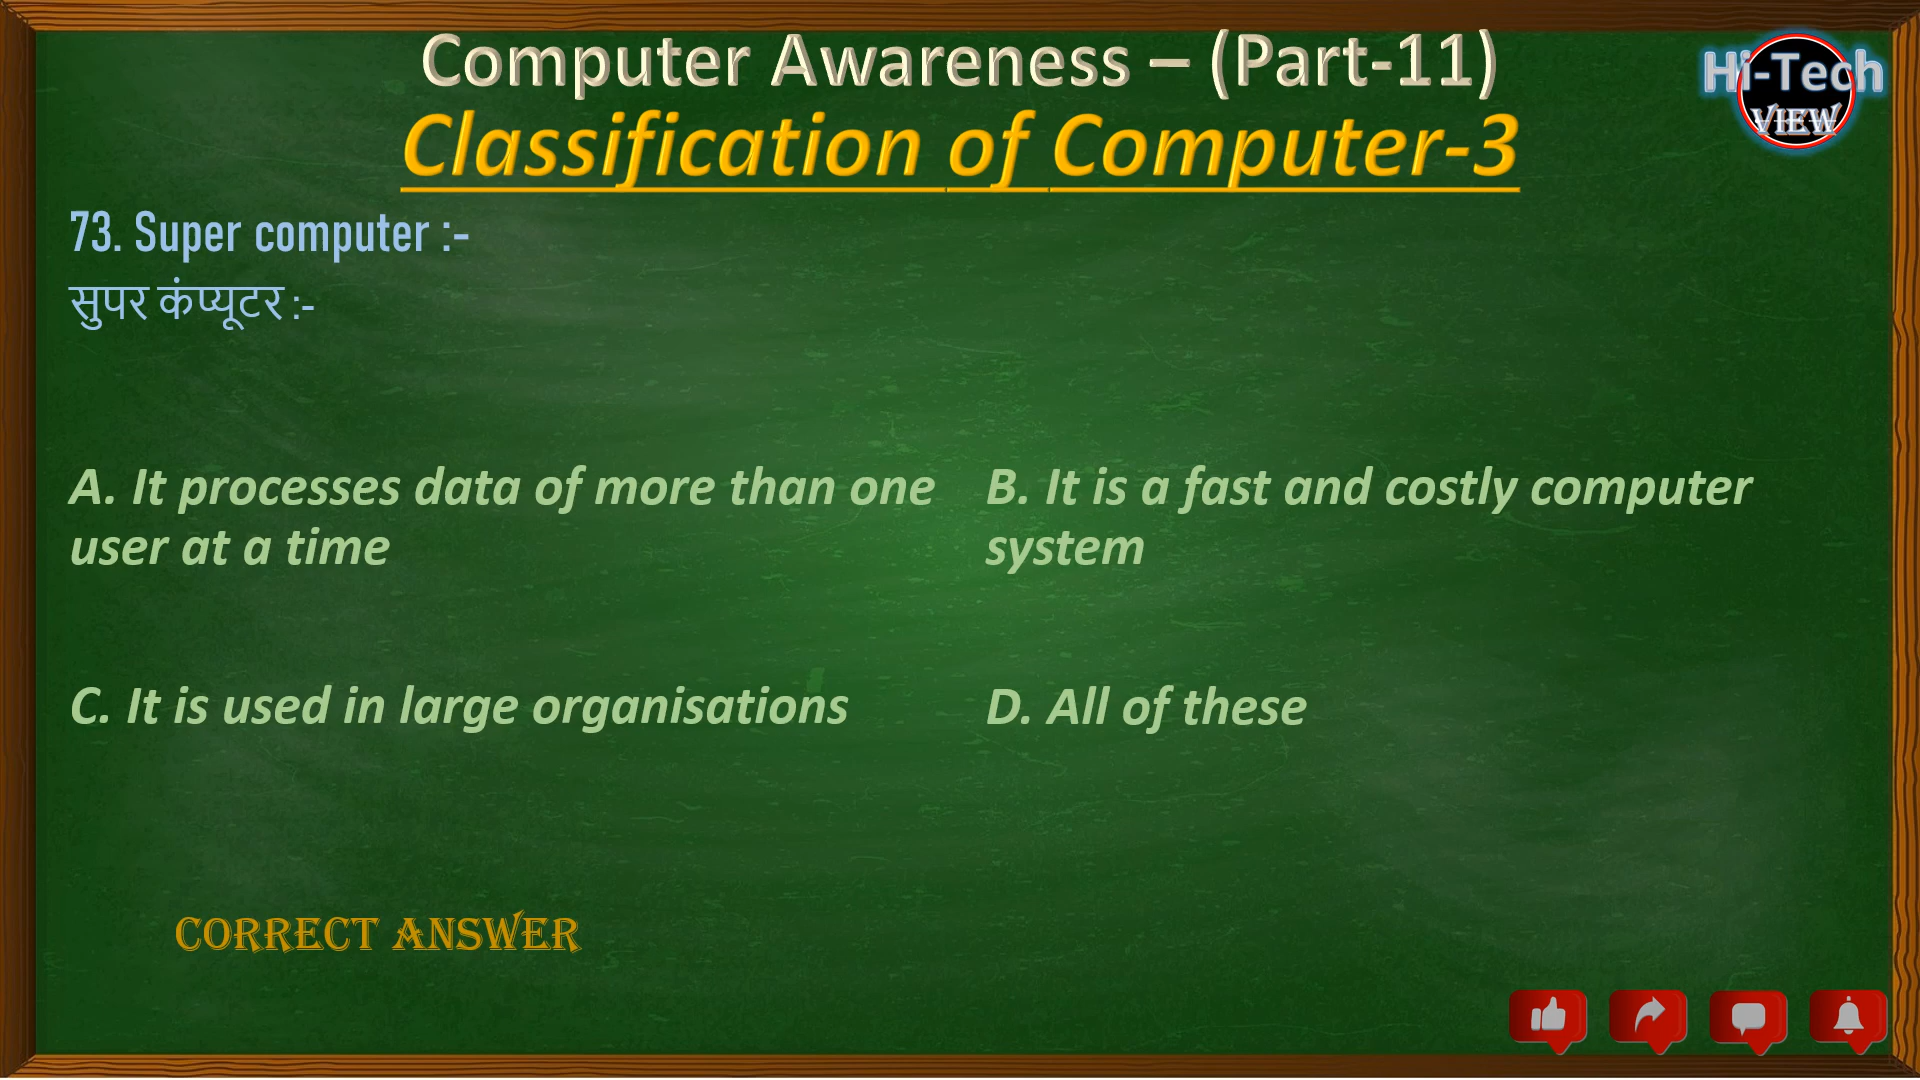 Computer Awareness – (Part-11)
Hi-Tech
VIEW
Classification of Computer-3
73. Super computer :-
सुपर कंप्यूटर :-
A. It processes data of more than one
user at a time
B. It is a fast and costly computer
system
C. It is used in large organisations
D. All of these
CORRECT ANSWER